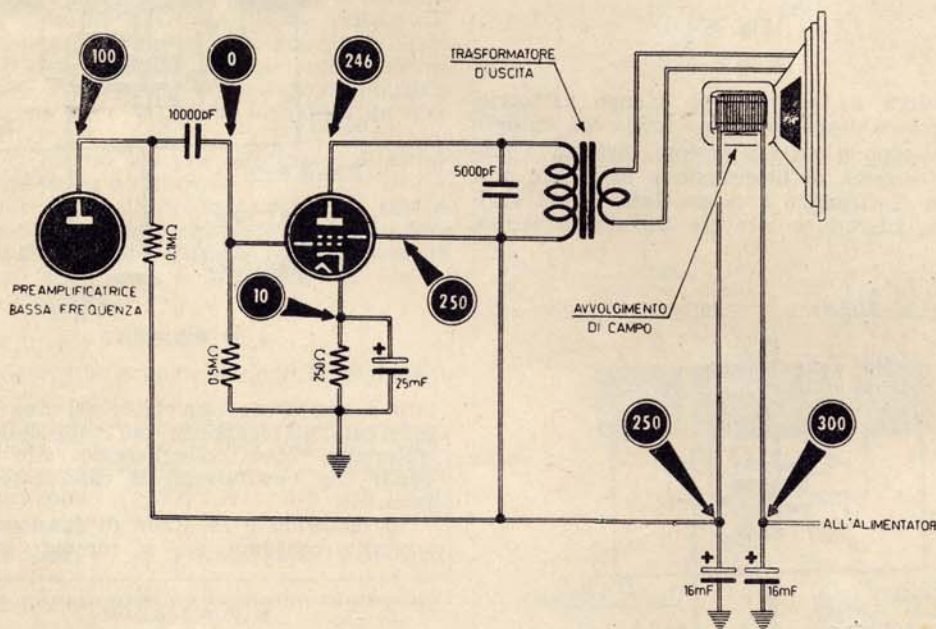 100
0
246
TRASFORMATORE
D'USCITA
10000pF
5000pF
0.1MΩ
PREAMPLIFICATRICE
BASSA FREQUENZA
10
250
AVVOLGIMENTO
DI CAMPO
0.5MΩ
250Ω
+
25mF
250
300
ALL'ALIMENTATOR
+
16mF
+
16mF